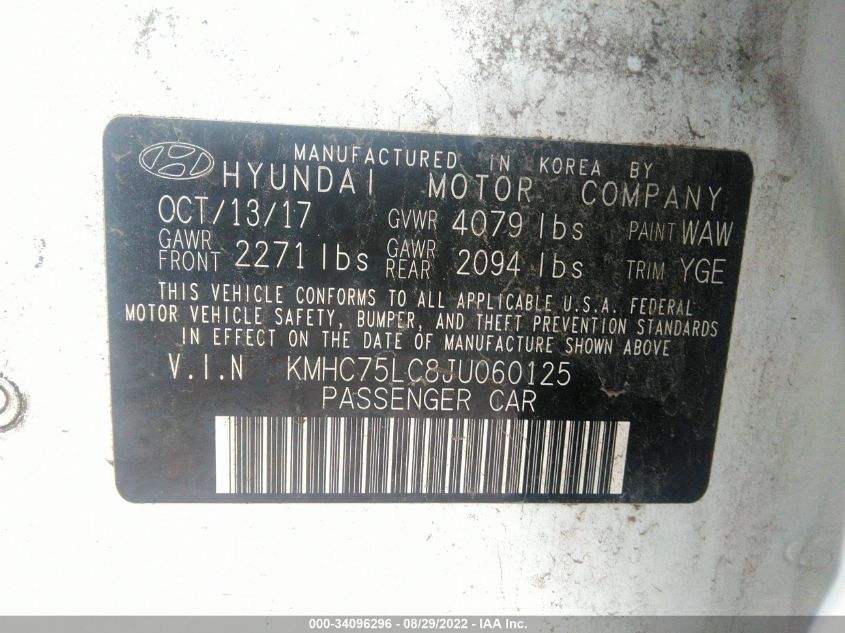 MANUFACTURED IN KOREA BY
HYUNDAI MOTOR COMPANY
OCT/13/17 GVWR 4079 lbs PAINT WAW
GAWR FRONT 2271 lbs GAWR REAR 2094 lbs TRIM YGE
THIS VEHICLE CONFORMS TO ALL APPLICABLE U.S.A. FEDERAL
MOTOR VEHICLE SAFETY, BUMPER, AND THEFT PREVENTION STANDARDS
IN EFFECT ON THE DATE OF MANUFACTURE SHOWN ABOVE
V.I.N KMHC75LC8JU060125
PASSENGER CAR
000-34096296 - 08/29/2022 - IAA Inc.